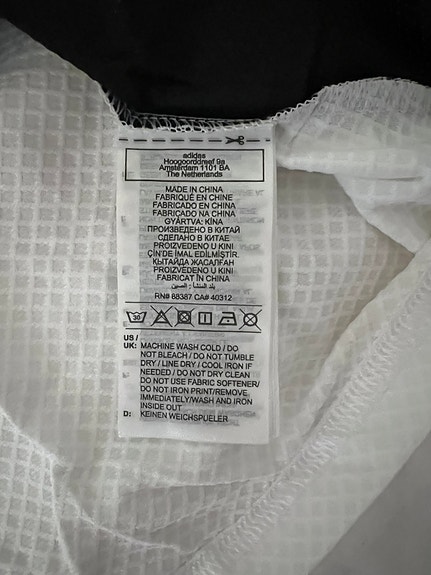 adidas
Hoogoorddreef 9a
Amsterdam 1101 BA
The Netherlands
MADE IN CHINA
FABRIQUÉ EN CHINE
FABRICADO EN CHINA
FABRICADO NA CHINA
GYÁRTVA: KÍNA
ПРОИЗВЕДЕНО В КИТАЙ
СДЕЛАНО В КИТАЕ
PROIZVEDENO U KINI
ÇİN'DE İMAL EDİLMİŞTİR.
ҚЫТАЙДА ЖАСАЛҒАН
PROIZVEDENO U KINI
FABRICAT ÎN CHINA
بلد المنشأ : الصين
RN# 88387 CA# 40312
30
US /
UK: MACHINE WASH COLD / DO
NOT BLEACH / DO NOT TUMBLE
DRY / LINE DRY / COOL IRON IF
NEEDED / DO NOT DRY CLEAN
DO NOT USE FABRIC SOFTENER/
DO NOT IRON PRINT/REMOVE
IMMEDIATELY/WASH AND IRON
INSIDE OUT
D: KEINEN WEICHSPUELER